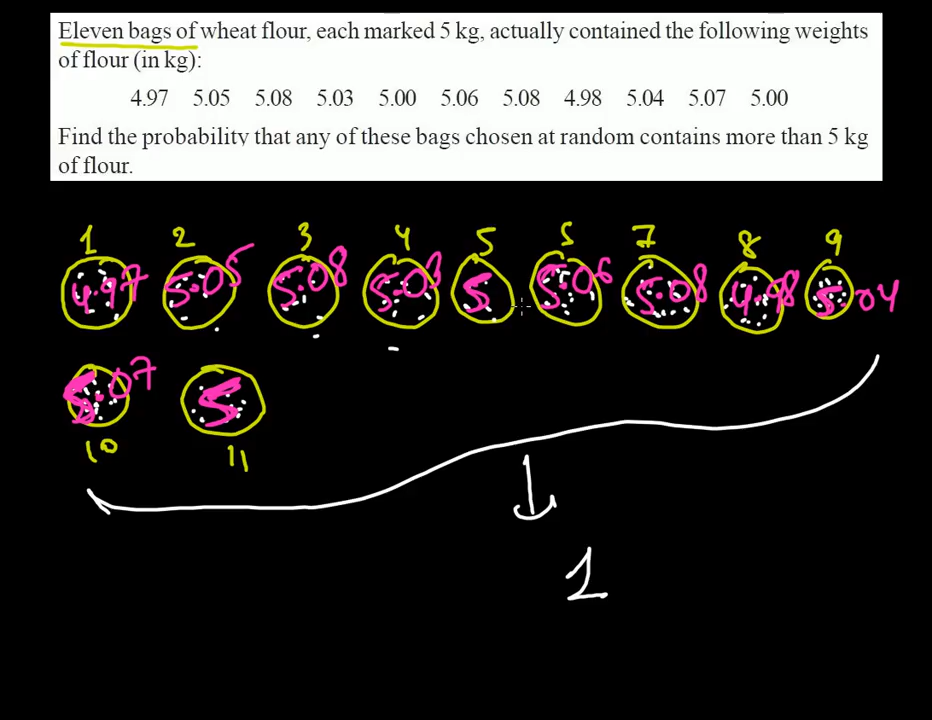 Eleven bags of wheat flour, each marked 5 kg, actually contained the following weights
of flour (in kg):
4.97 5.05 5.08 5.03 5.00 5.06 5.08 4.98 5.04 5.07 5.00
Find the probability that any of these bags chosen at random contains more than 5 kg
of flour.
1 2 3 4 5 5 7 8 9
4.97 5.05 5.08 5.03 5 5.06 5.08 4.98 5.04
5.07 5
10 11
1